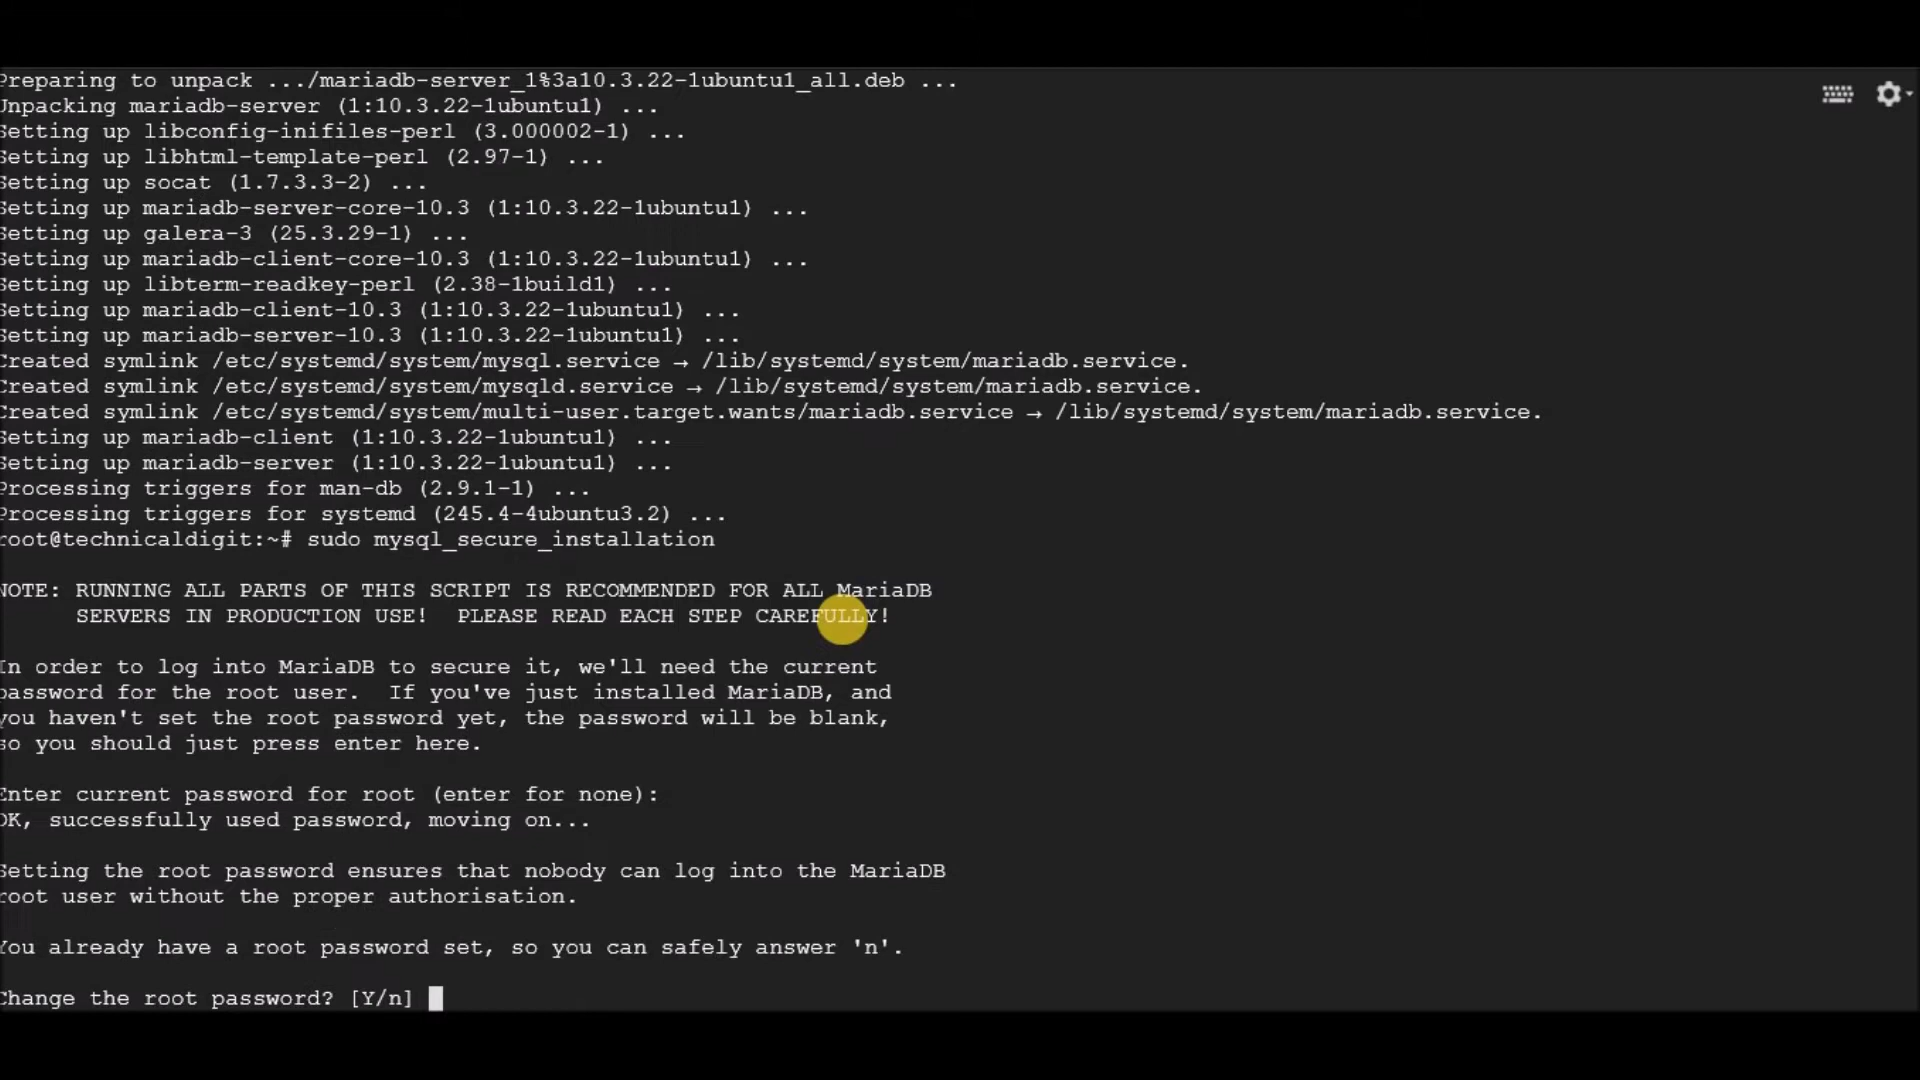 Preparing to unpack .../mariadb-server_1%3a10.3.22-1ubuntu1_all.deb ...
Unpacking mariadb-server (1:10.3.22-1ubuntu1) ...
Setting up libconfig-inifiles-perl (3.000002-1) ...
Setting up libhtml-template-perl (2.97-1) ...
Setting up socat (1.7.3.3-2) ...
Setting up mariadb-server-core-10.3 (1:10.3.22-1ubuntu1) ...
Setting up galera-3 (25.3.29-1) ...
Setting up mariadb-client-core-10.3 (1:10.3.22-1ubuntu1) ...
Setting up libterm-readkey-perl (2.38-1build1) ...
Setting up mariadb-client-10.3 (1:10.3.22-1ubuntu1) ...
Setting up mariadb-server-10.3 (1:10.3.22-1ubuntu1) ...
Created symlink /etc/systemd/system/mysql.service → /lib/systemd/system/mariadb.service.
Created symlink /etc/systemd/system/mysqld.service → /lib/systemd/system/mariadb.service.
Created symlink /etc/systemd/system/multi-user.target.wants/mariadb.service → /lib/systemd/system/mariadb.service.
Setting up mariadb-client (1:10.3.22-1ubuntu1) ...
Setting up mariadb-server (1:10.3.22-1ubuntu1) ...
Processing triggers for man-db (2.9.1-1) ...
Processing triggers for systemd (245.4-4ubuntu3.2) ...
root@technicaldigit:~# sudo mysql_secure_installation
NOTE: RUNNING ALL PARTS OF THIS SCRIPT IS RECOMMENDED FOR ALL MariaDB
SERVERS IN PRODUCTION USE!  PLEASE READ EACH STEP CAREFULLY!
In order to log into MariaDB to secure it, we'll need the current
password for the root user.  If you've just installed MariaDB, and
you haven't set the root password yet, the password will be blank,
so you should just press enter here.
Enter current password for root (enter for none):
OK, successfully used password, moving on...
Setting the root password ensures that nobody can log into the MariaDB
root user without the proper authorisation.
You already have a root password set, so you can safely answer 'n'.
Change the root password? [Y/n]